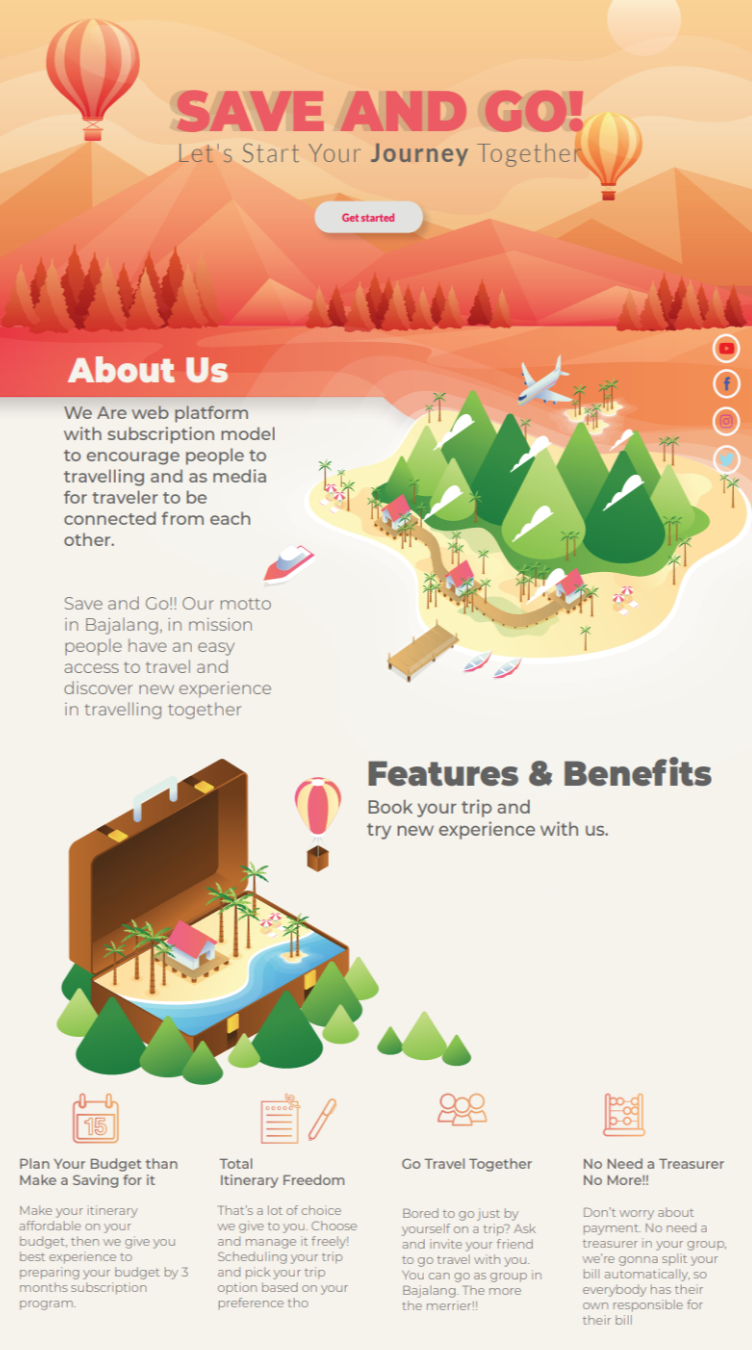 SAVE AND GO!
Let's Start Your Journey Together
Get started
About Us
We Are web platform
with subscription model
to encourage people to
travelling and as media
for traveler to be
connected from each
other.
Save and Go!! Our motto
in Bajalang, in mission
people have an easy
access to travel and
discover new experience
in travelling together
Features & Benefits
Book your trip and
try new experience with us.
15
Plan Your Budget than
Make a Saving for it
Make your itinerary
affordable on your
budget, then we give you
best experience to
preparing your budget by 3
months subscription
program.
Total
Itinerary Freedom
That's a lot of choice
we give to you. Choose
and manage it freely!
Scheduling your trip
and pick your trip
option based on your
preference tho
Go Travel Together
Bored to go just by
yourself on a trip? Ask
and invite your friend
to go travel with you.
You can go as group in
Bajalang. The more
the merrier!!
No Need a Treasurer
No More!!
Don't worry about
payment. No need a
treasurer in your group,
we're gonna split your
bill automatically, so
everybody has their
own responsible for
their bill